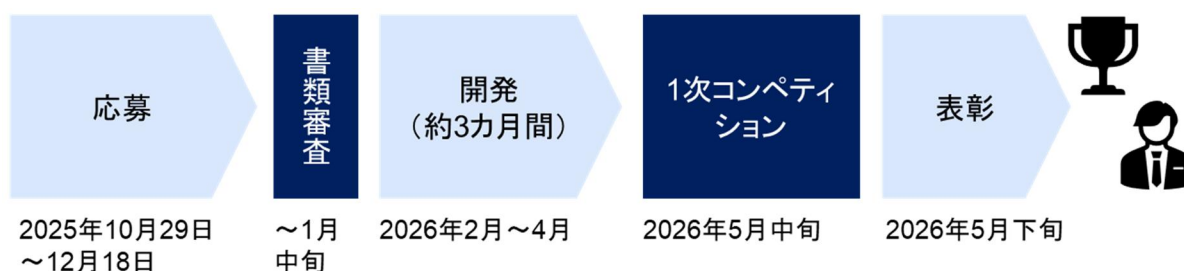 応募
書類審査
開発
（約3カ月間）
1次コンペティ
ション
表彰
2025年10月29日
～12月18日
～1月
中旬
2026年2月～4月
2026年5月中旬
2026年5月下旬